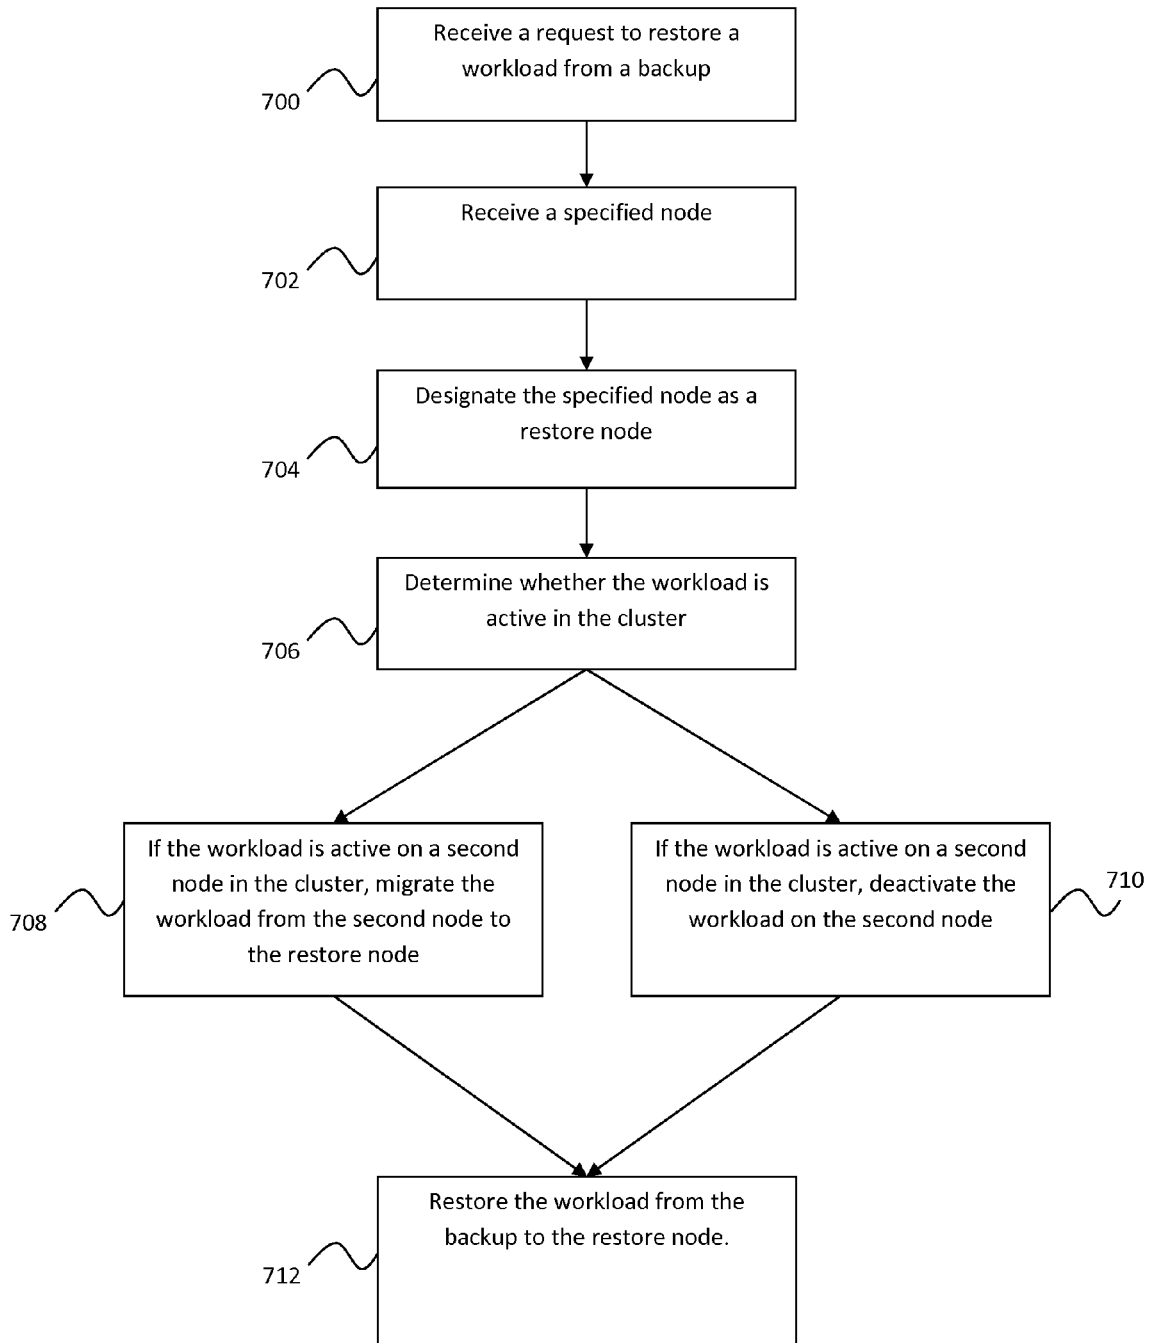 Receive a request to restore a
workload from a backup
700
Receive a specified node
702
Designate the specified node as a
restore node
704
Determine whether the workload is
active in the cluster
706
If the workload is active on a second
node in the cluster, migrate the
workload from the second node to
the restore node
708
If the workload is active on a second
node in the cluster, deactivate the
workload on the second node
710
Restore the workload from the
backup to the restore node.
712